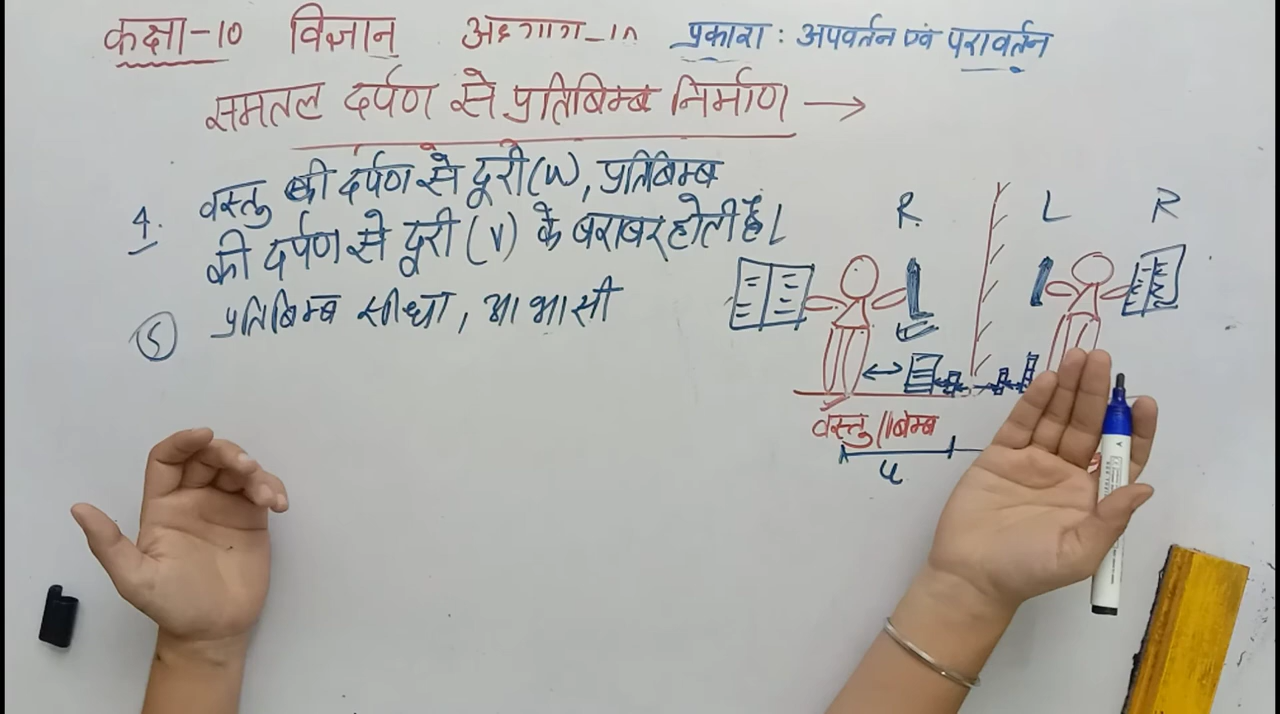 कक्षा-10 विज्ञान प्रकाश : अपवर्तन एवं परावर्तन
समतल दर्पण से प्रतिबिम्ब निर्माण →
4. वस्तु की दर्पण से दूरी (u), प्रतिबिम्ब
की दर्पण से दूरी (v) के बराबर होती है।
5 प्रतिबिम्ब सीधा, आभासी
R L R
वस्तु/बिम्ब
u